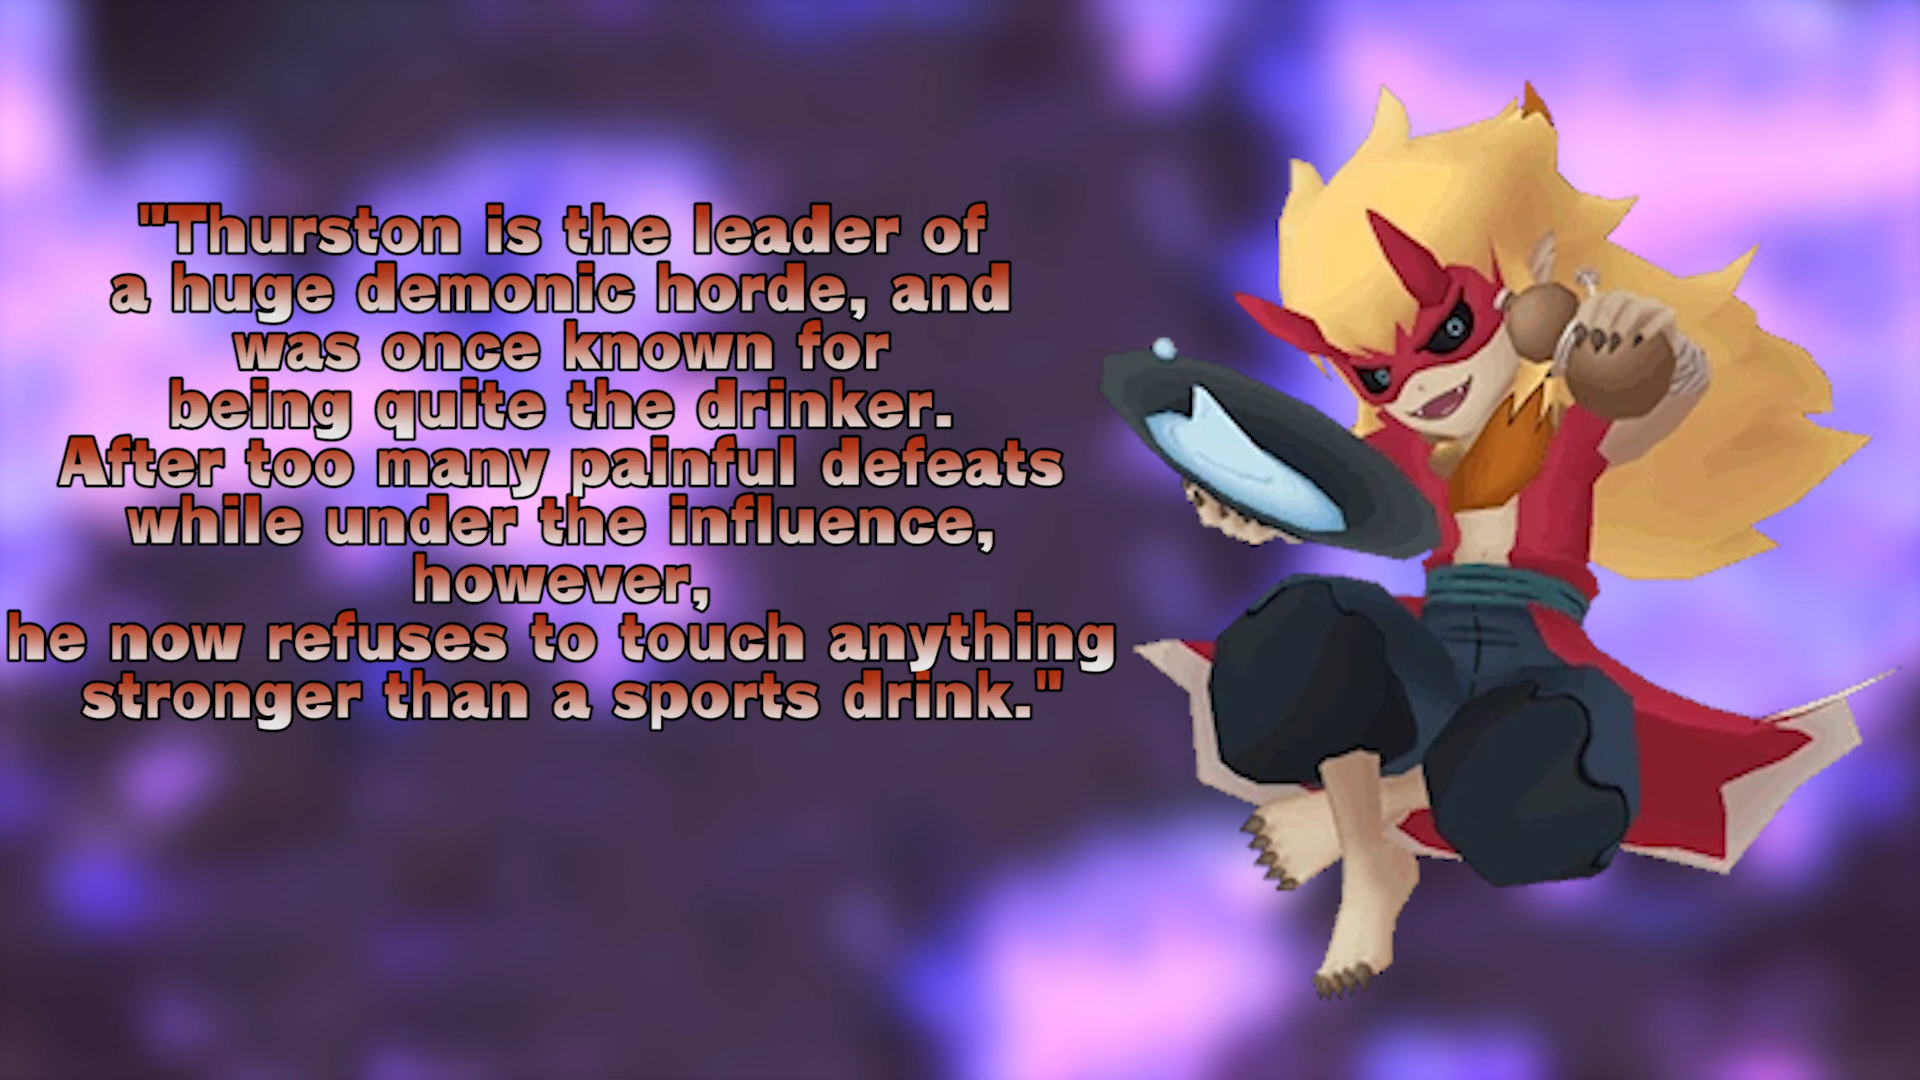 "Thurston is the leader of
a huge demonic horde, and
was once known for
being quite the drinker.
After too many painful defeats
while under the influence,
however,
he now refuses to touch anything
stronger than a sports drink."